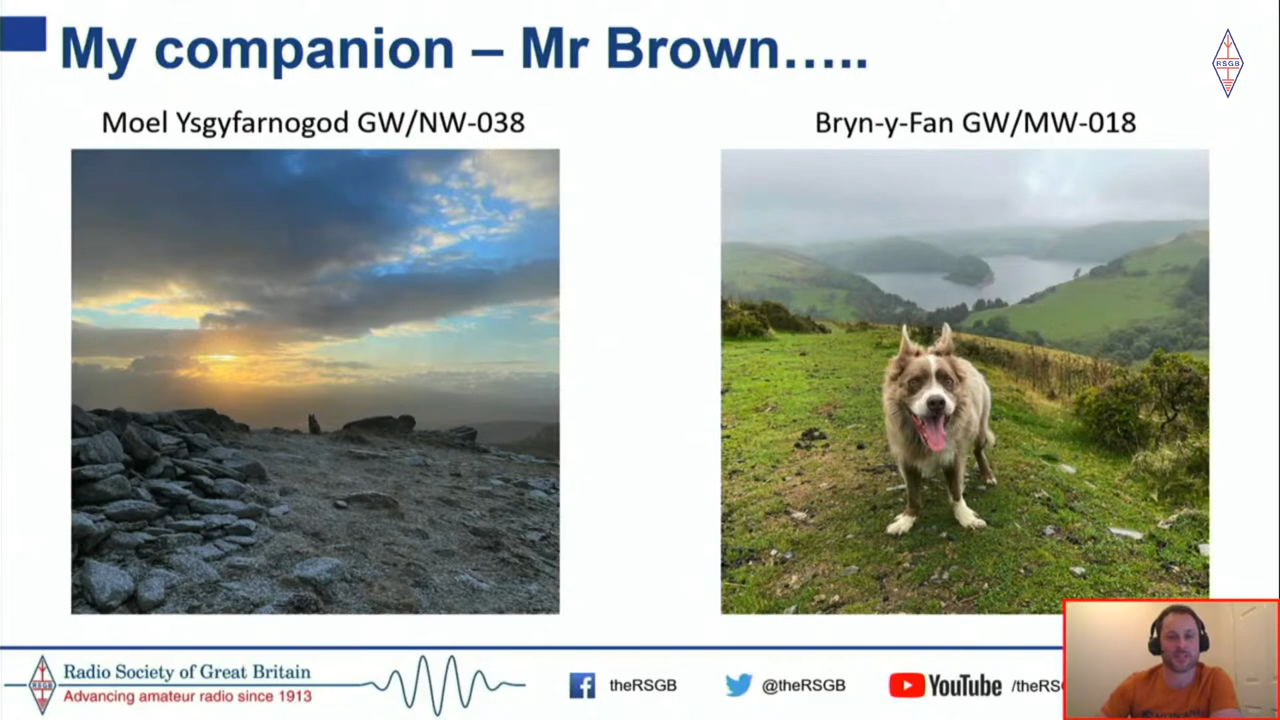 My companion – Mr Brown…..
RSGB
Moel Ysgyfarnogod GW/NW-038
Bryn-y-Fan GW/MW-018
RSGB
Radio Society of Great Britain
Advancing amateur radio since 1913
theRSGB
@theRSGB
YouTube